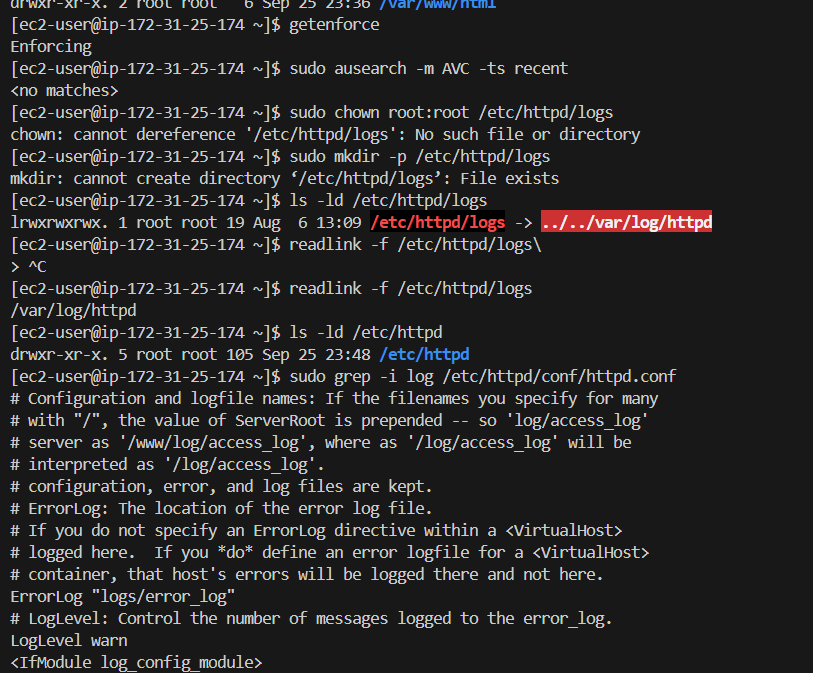 drwxr-xr-x. 2 root root   6 Sep 25 23:36 /var/www/html
[ec2-user@ip-172-31-25-174 ~]$ getenforce
Enforcing
[ec2-user@ip-172-31-25-174 ~]$ sudo ausearch -m AVC -ts recent
<no matches>
[ec2-user@ip-172-31-25-174 ~]$ sudo chown root:root /etc/httpd/logs
chown: cannot dereference '/etc/httpd/logs': No such file or directory
[ec2-user@ip-172-31-25-174 ~]$ sudo mkdir -p /etc/httpd/logs
mkdir: cannot create directory ‘/etc/httpd/logs’: File exists
[ec2-user@ip-172-31-25-174 ~]$ ls -ld /etc/httpd/logs
lrwxrwxrwx. 1 root root 19 Aug  6 13:09 /etc/httpd/logs -> ../../var/log/httpd
[ec2-user@ip-172-31-25-174 ~]$ readlink -f /etc/httpd/logs\
> ^C
[ec2-user@ip-172-31-25-174 ~]$ readlink -f /etc/httpd/logs
/var/log/httpd
[ec2-user@ip-172-31-25-174 ~]$ ls -ld /etc/httpd
drwxr-xr-x. 5 root root 105 Sep 25 23:48 /etc/httpd
[ec2-user@ip-172-31-25-174 ~]$ sudo grep -i log /etc/httpd/conf/httpd.conf
# Configuration and logfile names: If the filenames you specify for many
# with "/", the value of ServerRoot is prepended -- so 'log/access_log'
# server as '/www/log/access_log', where as '/log/access_log' will be
# interpreted as '/log/access_log'.
# configuration, error, and log files are kept.
# ErrorLog: The location of the error log file.
# If you do not specify an ErrorLog directive within a <VirtualHost>
# logged here.  If you *do* define an error logfile for a <VirtualHost>
# container, that host's errors will be logged there and not here.
ErrorLog "logs/error_log"
# LogLevel: Control the number of messages logged to the error_log.
LogLevel warn
<IfModule log_config_module>